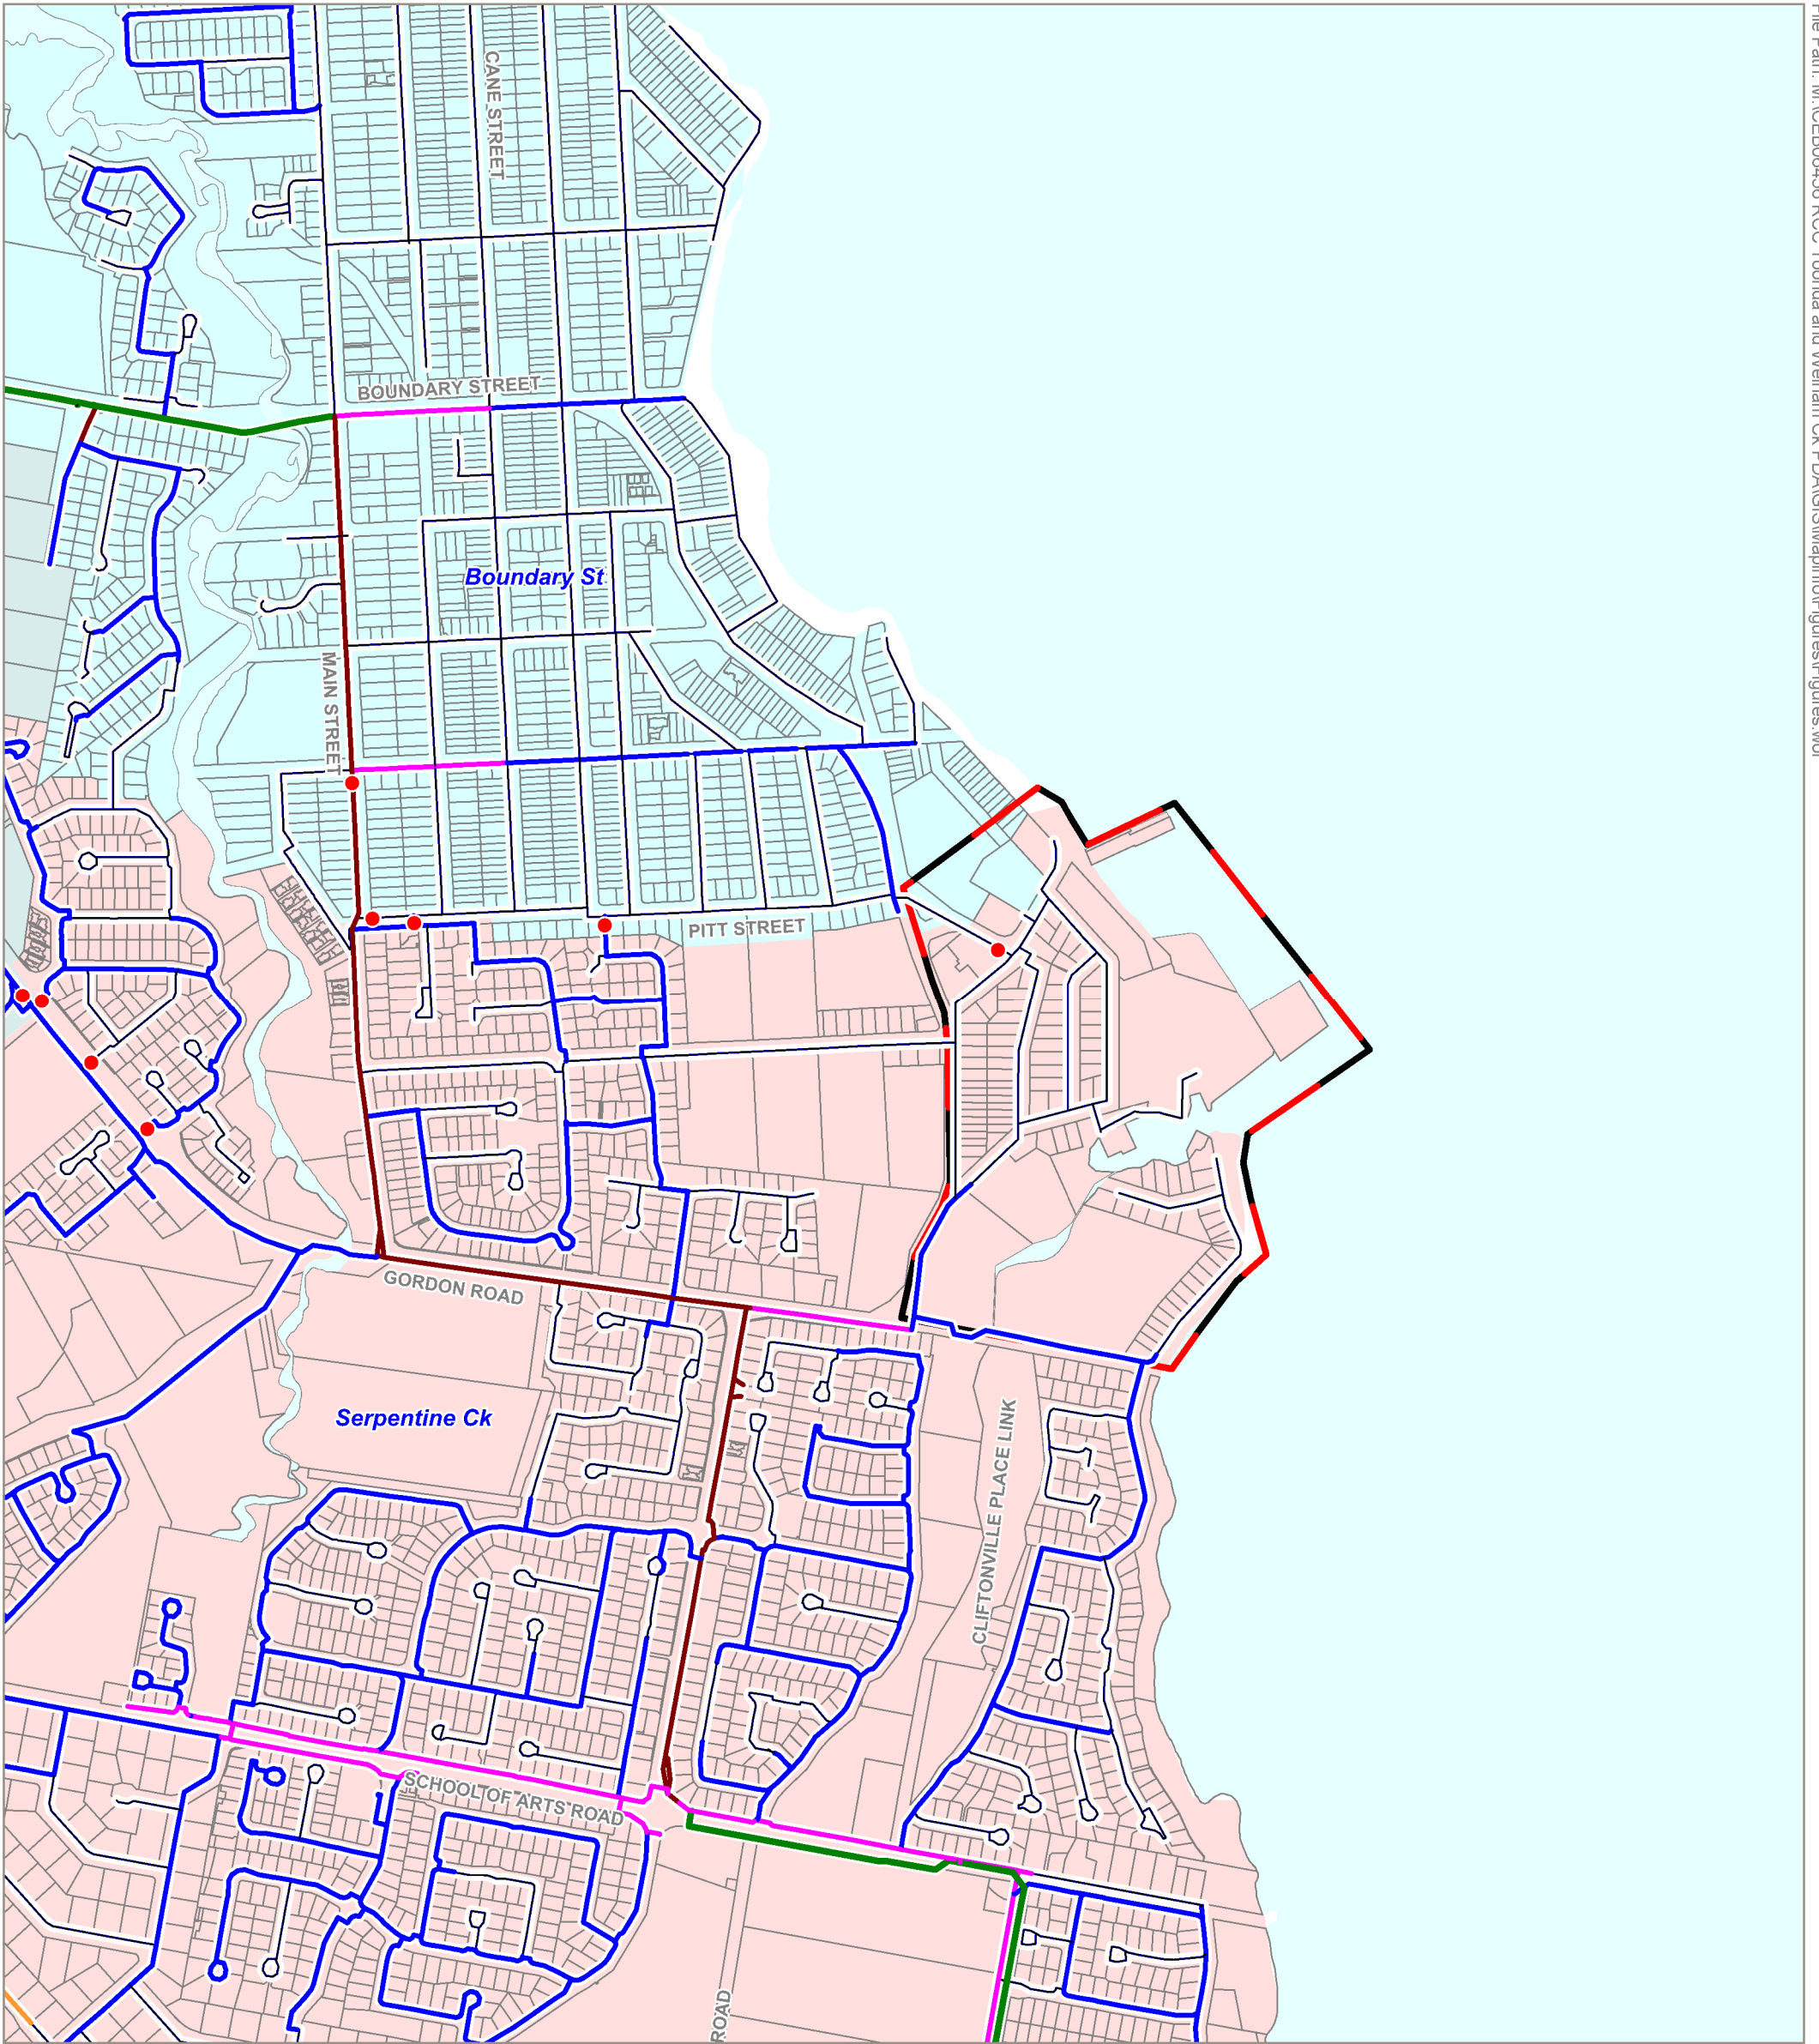 CANE STREET
BOUNDARY STREET
Boundary St
MAIN STREET
PITT STREET
GORDON ROAD
Serpentine Ck
CLIFTONVILLE PLACE LINK
SCHOOL OF ARTS ROAD
ROAD